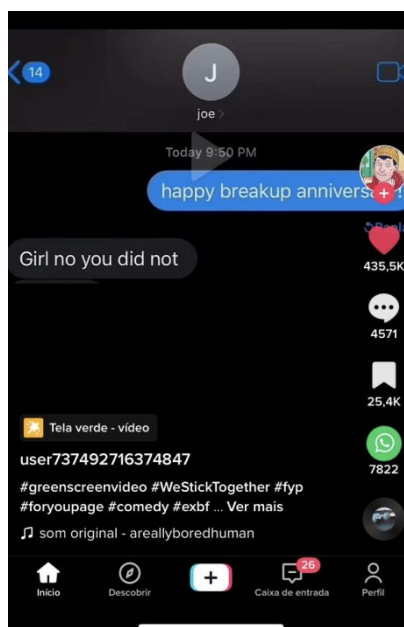 14
J
joe
Today 9:50 PM
happy breakup annivers
Girl no you did not
435,5K
4571
25,4K
7822
Tela verde - vídeo
user737492716374847
#greenscreenvideo #WeStickTogether #fyp
#foryoupage #comedy #exbf ... Ver mais
som original - areallyboredhuman
26
Início
Descobrir
Caixa de entrada
Perfil